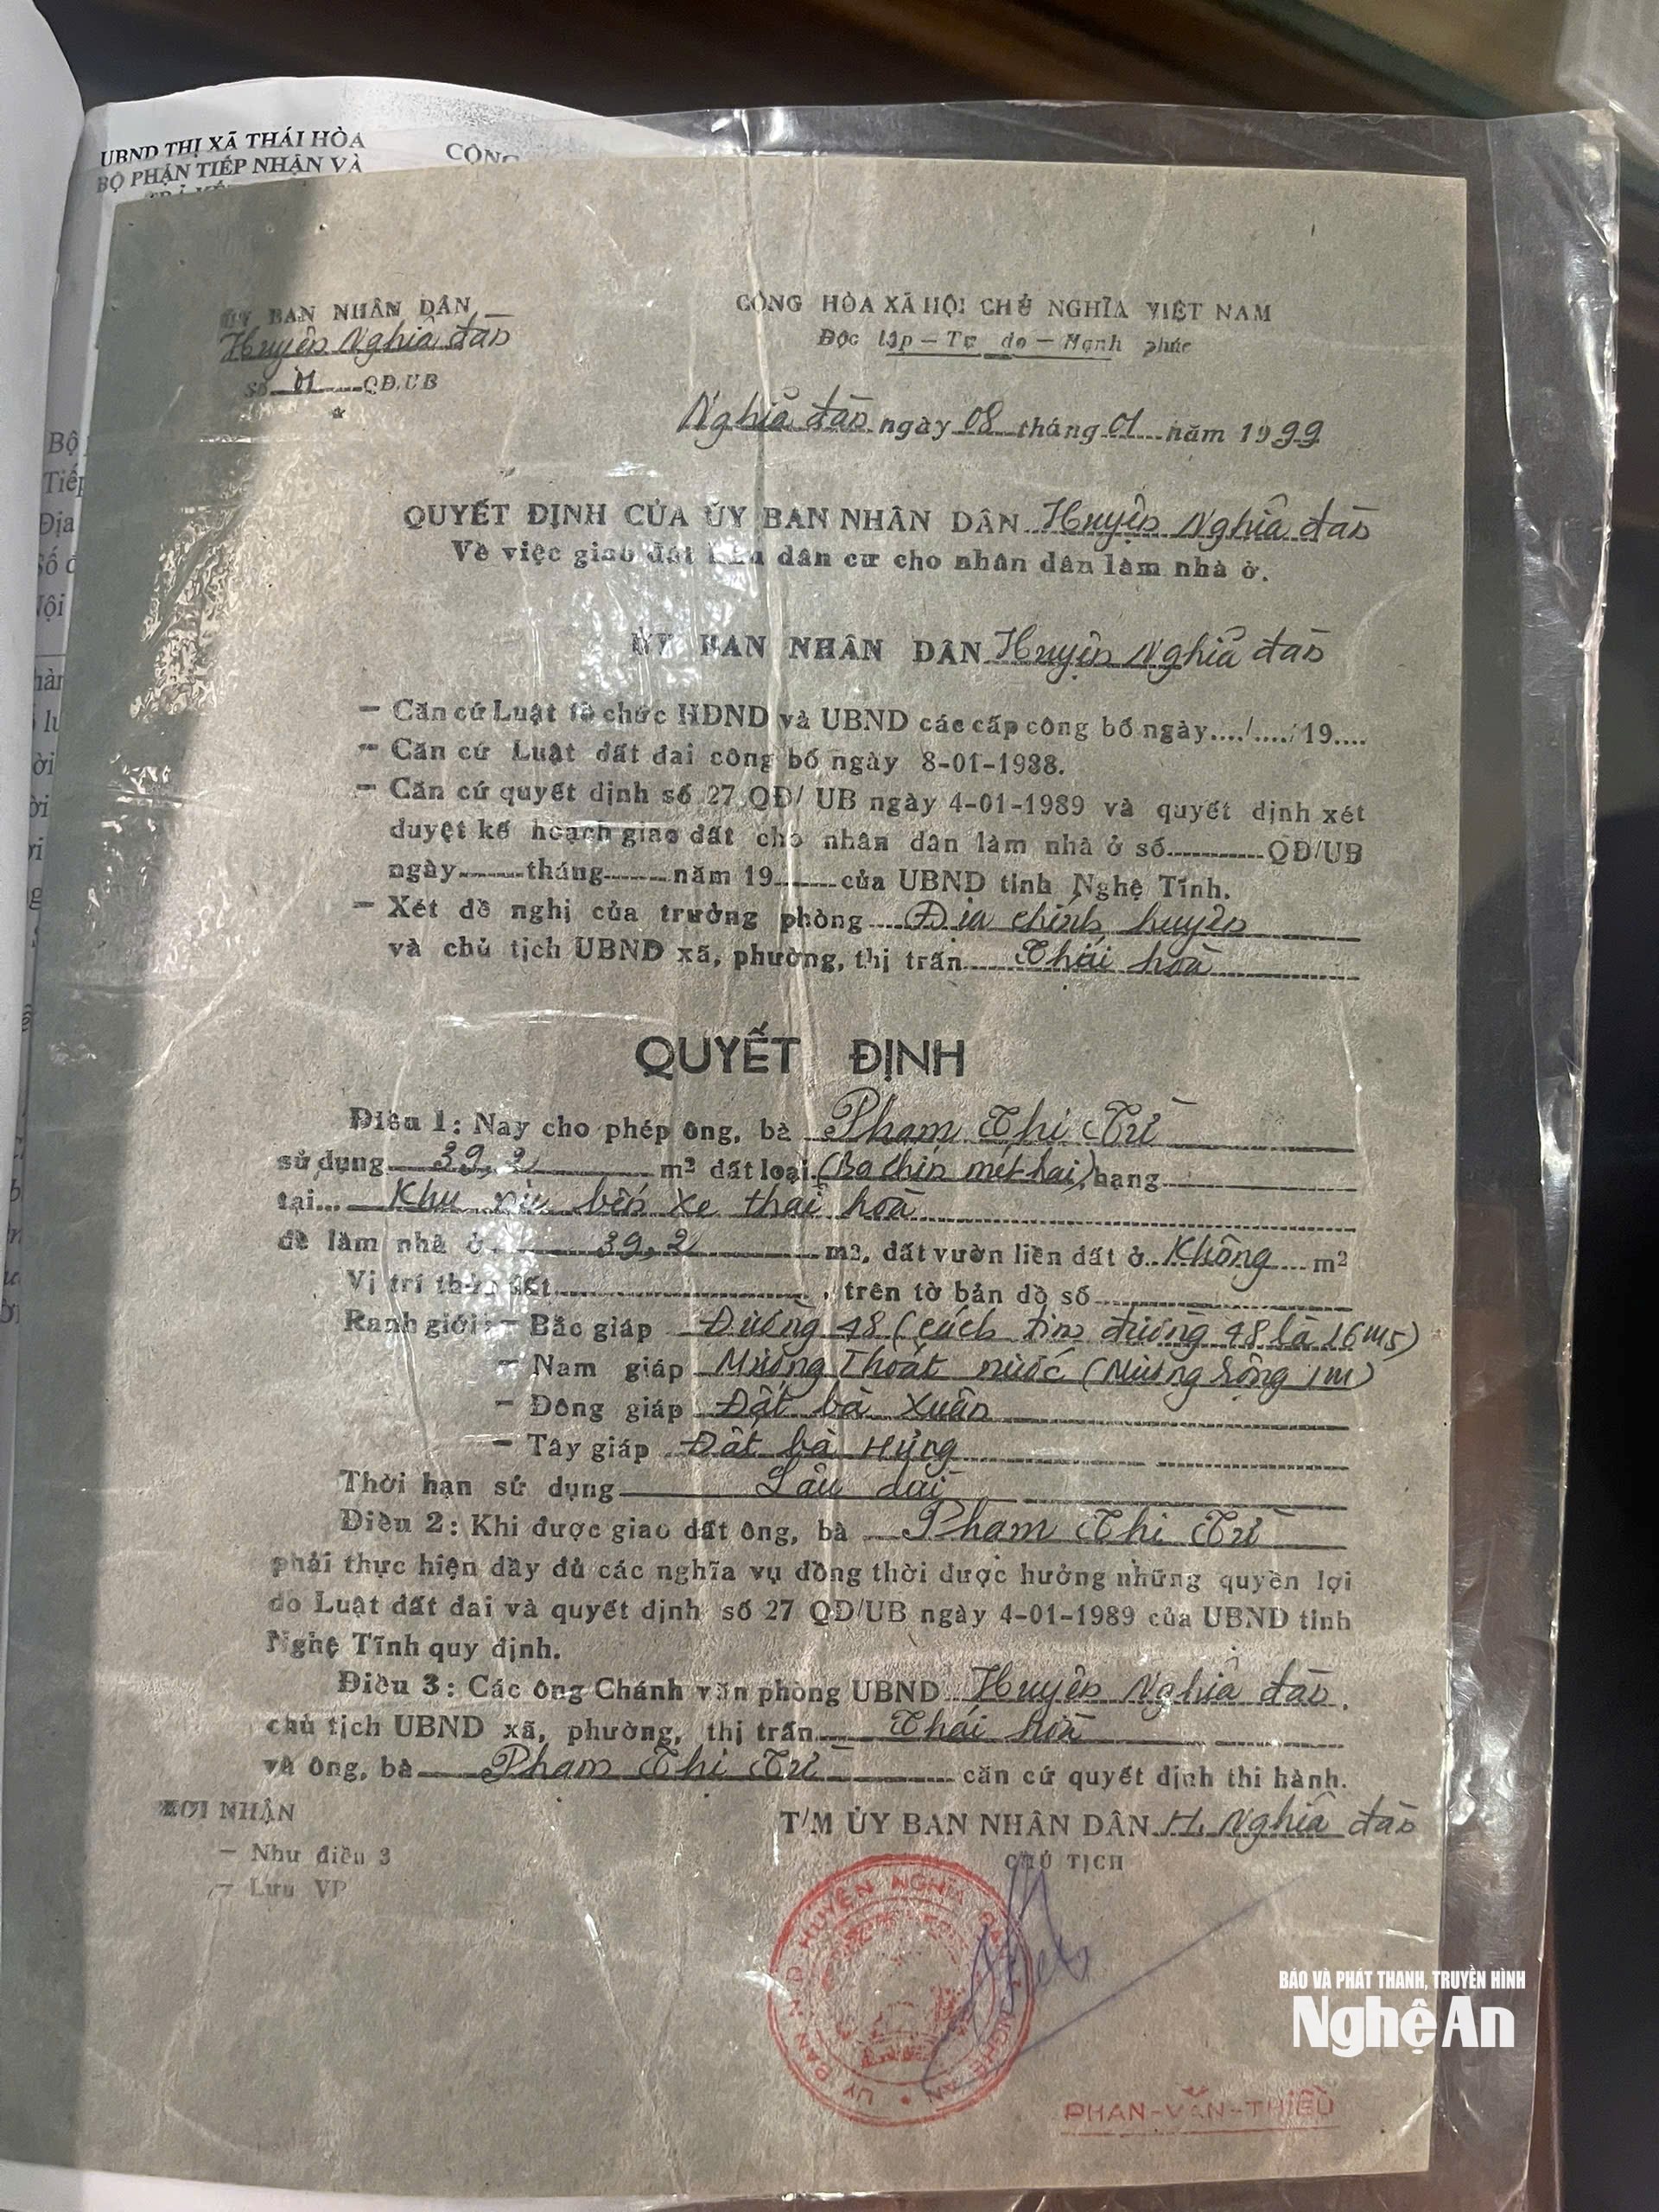 UBND THỊ XÃ THÁI HÒA
BỘ PHẬN TIẾP NHẬN VÀ
CỘNG
Bộ
Tiếp
Địa
Nội
ỦY BAN NHÂN DÂN
Huyện Nghĩa đàn
Số 01 QĐ.UB
*
CỘNG HÒA XÃ HỘI CHỦ NGHĨA VIỆT NAM
Độc lập - Tự do - Hạnh phúc
Nghĩa đàn ngày 08 tháng 01 năm 1999
QUYẾT ĐỊNH CỦA ỦY BAN NHÂN DÂN Huyện Nghĩa đàn
Về việc giao đất khu dân cư cho nhân dân làm nhà ở.
ỦY BAN NHÂN DÂN Huyện Nghĩa đàn
- Căn cứ Luật tổ chức HĐND và UBND các cấp công bố ngày..../..../19....
- Căn cứ Luật đất đai công bố ngày 8-01-1988.
- Căn cứ quyết định số 27 QĐ/UB ngày 4-01-1989 và quyết định xét
duyệt kế hoạch giao đất cho nhân dân làm nhà ở số............QĐ/UB
ngày.......tháng.......năm 19.......của UBND tỉnh Nghệ Tĩnh.
- Xét đề nghị của trưởng phòng Địa chính huyện
và chủ tịch UBND xã, phường, thị trấn Thái hoà
QUYẾT ĐỊNH
Điều 1: Nay cho phép ông, bà Phạm Thị Từ
sử dụng 39,2 m² đất loại (Ba chín mét hai) hạng
tại... Khu bến xe thái hoà
để làm nhà ở 39,2 m², đất vườn liền đất ở Không m²
Vị trí thửa đất............, trên tờ bản đồ số............
Ranh giới: - Bắc giáp Đường 48 (cách tim đường 48 là 16m5)
- Nam giáp Mương Thoát nước (Mương rộng 1m)
- Đông giáp Đất bà Xuân
- Tây giáp Đất bà Hứng
Thời hạn sử dụng Lâu dài
Điều 2: Khi được giao đất ông, bà Phạm Thị Từ
phải thực hiện đầy đủ các nghĩa vụ đồng thời được hưởng những quyền lợi
do Luật đất đai và quyết định số 27 QĐ/UB ngày 4-01-1989 của UBND tỉnh
Nghệ Tĩnh quy định.
Điều 3: Các ông Chánh văn phòng UBND Huyện Nghĩa đàn,
chủ tịch UBND xã, phường, thị trấn Thái hoà
và ông, bà Phạm Thị Từ căn cứ quyết định thi hành.
NƠI NHẬN
- Như điều 3
- Lưu VP
T/M ỦY BAN NHÂN DÂN H. Nghĩa đàn
CHỦ TỊCH
PHAN-VĂN-THIỀU
BÁO VÀ PHÁT THANH, TRUYỀN HÌNH
Nghệ An